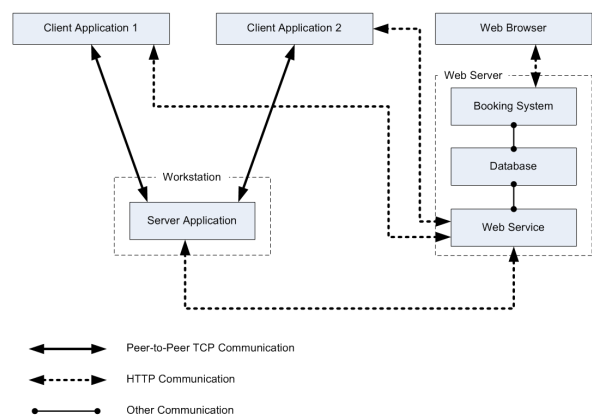 Client Application 1
Client Application 2
Web Browser
Web Server
Booking System
Database
Web Service
Workstation
Server Application
Peer-to-Peer TCP Communication
HTTP Communication
Other Communication